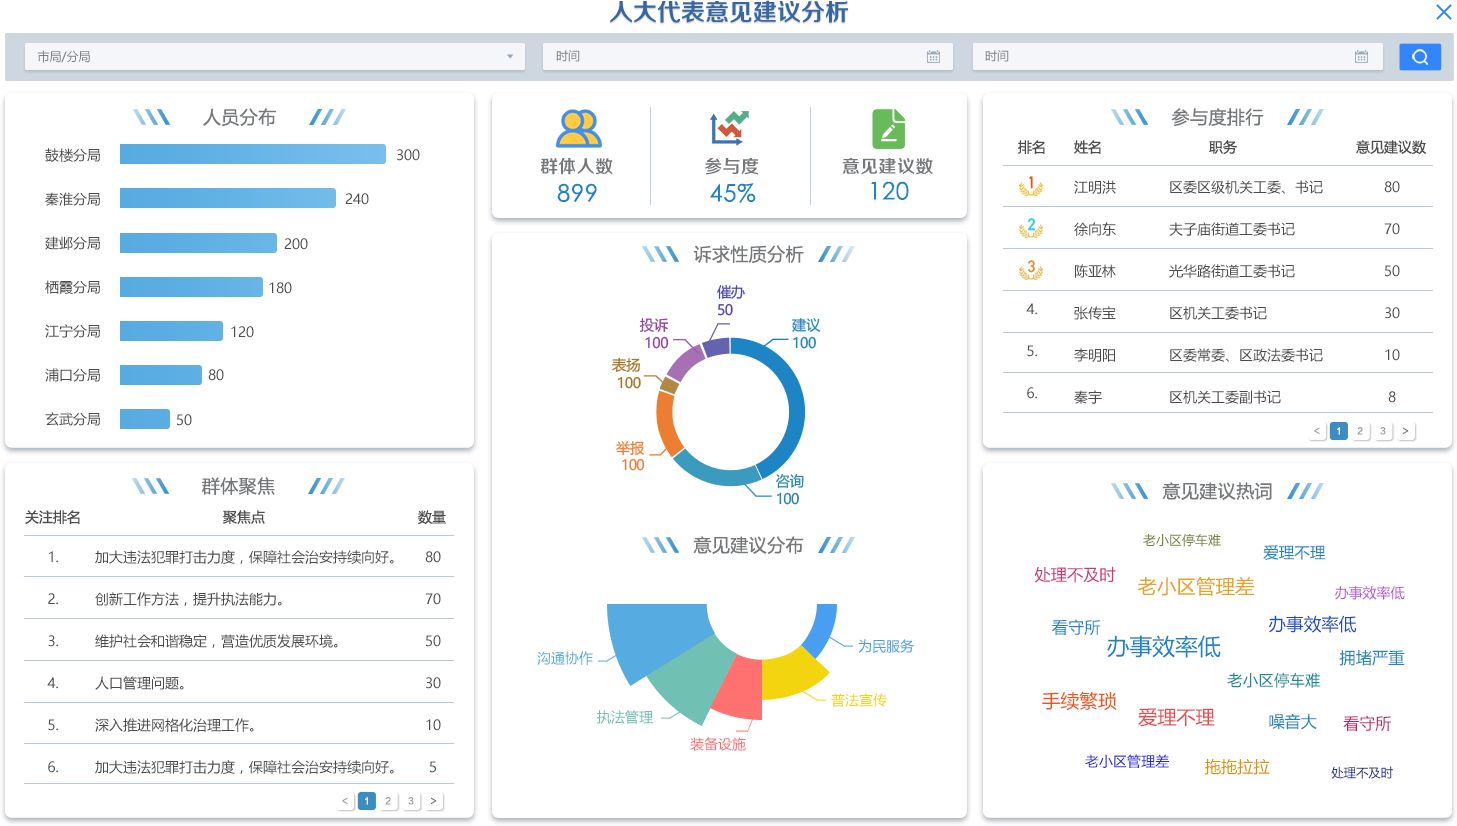 人大代表意见建议分析
市局/分局
时间
时间
人员分布
鼓楼分局 300
秦淮分局 240
建邺分局 200
栖霞分局 180
江宁分局 120
浦口分局 80
玄武分局 50
群体人数
899
参与度
45%
意见建议数
120
参与度排行
排名 姓名 职务 意见建议数
1 江明洪 区委区级机关工委、书记 80
2 徐向东 夫子庙街道工委书记 70
3 陈亚林 光华路街道工委书记 50
4. 张传宝 区机关工委书记 30
5. 李明阳 区委常委、区政法委书记 10
6. 秦宇 区机关工委副书记 8
< 1 2 3 >
诉求性质分析
催办
50
建议
100
投诉
100
表扬
100
举报
100
咨询
100
意见建议分布
沟通协作
执法管理
装备设施
普法宣传
为民服务
群体聚焦
关注排名 聚焦点 数量
1. 加大违法犯罪打击力度，保障社会治安持续向好。 80
2. 创新工作方法，提升执法能力。 70
3. 维护社会和谐稳定，营造优质发展环境。 50
4. 人口管理问题。 30
5. 深入推进网格化治理工作。 10
6. 加大违法犯罪打击力度，保障社会治安持续向好。 5
< 1 2 3 >
意见建议热词
老小区停车难
爱理不理
处理不及时
老小区管理差
办事效率低
看守所
办事效率低
办事效率低
拥堵严重
老小区停车难
手续繁琐
爱理不理
噪音大
看守所
老小区管理差
拖拖拉拉
处理不及时